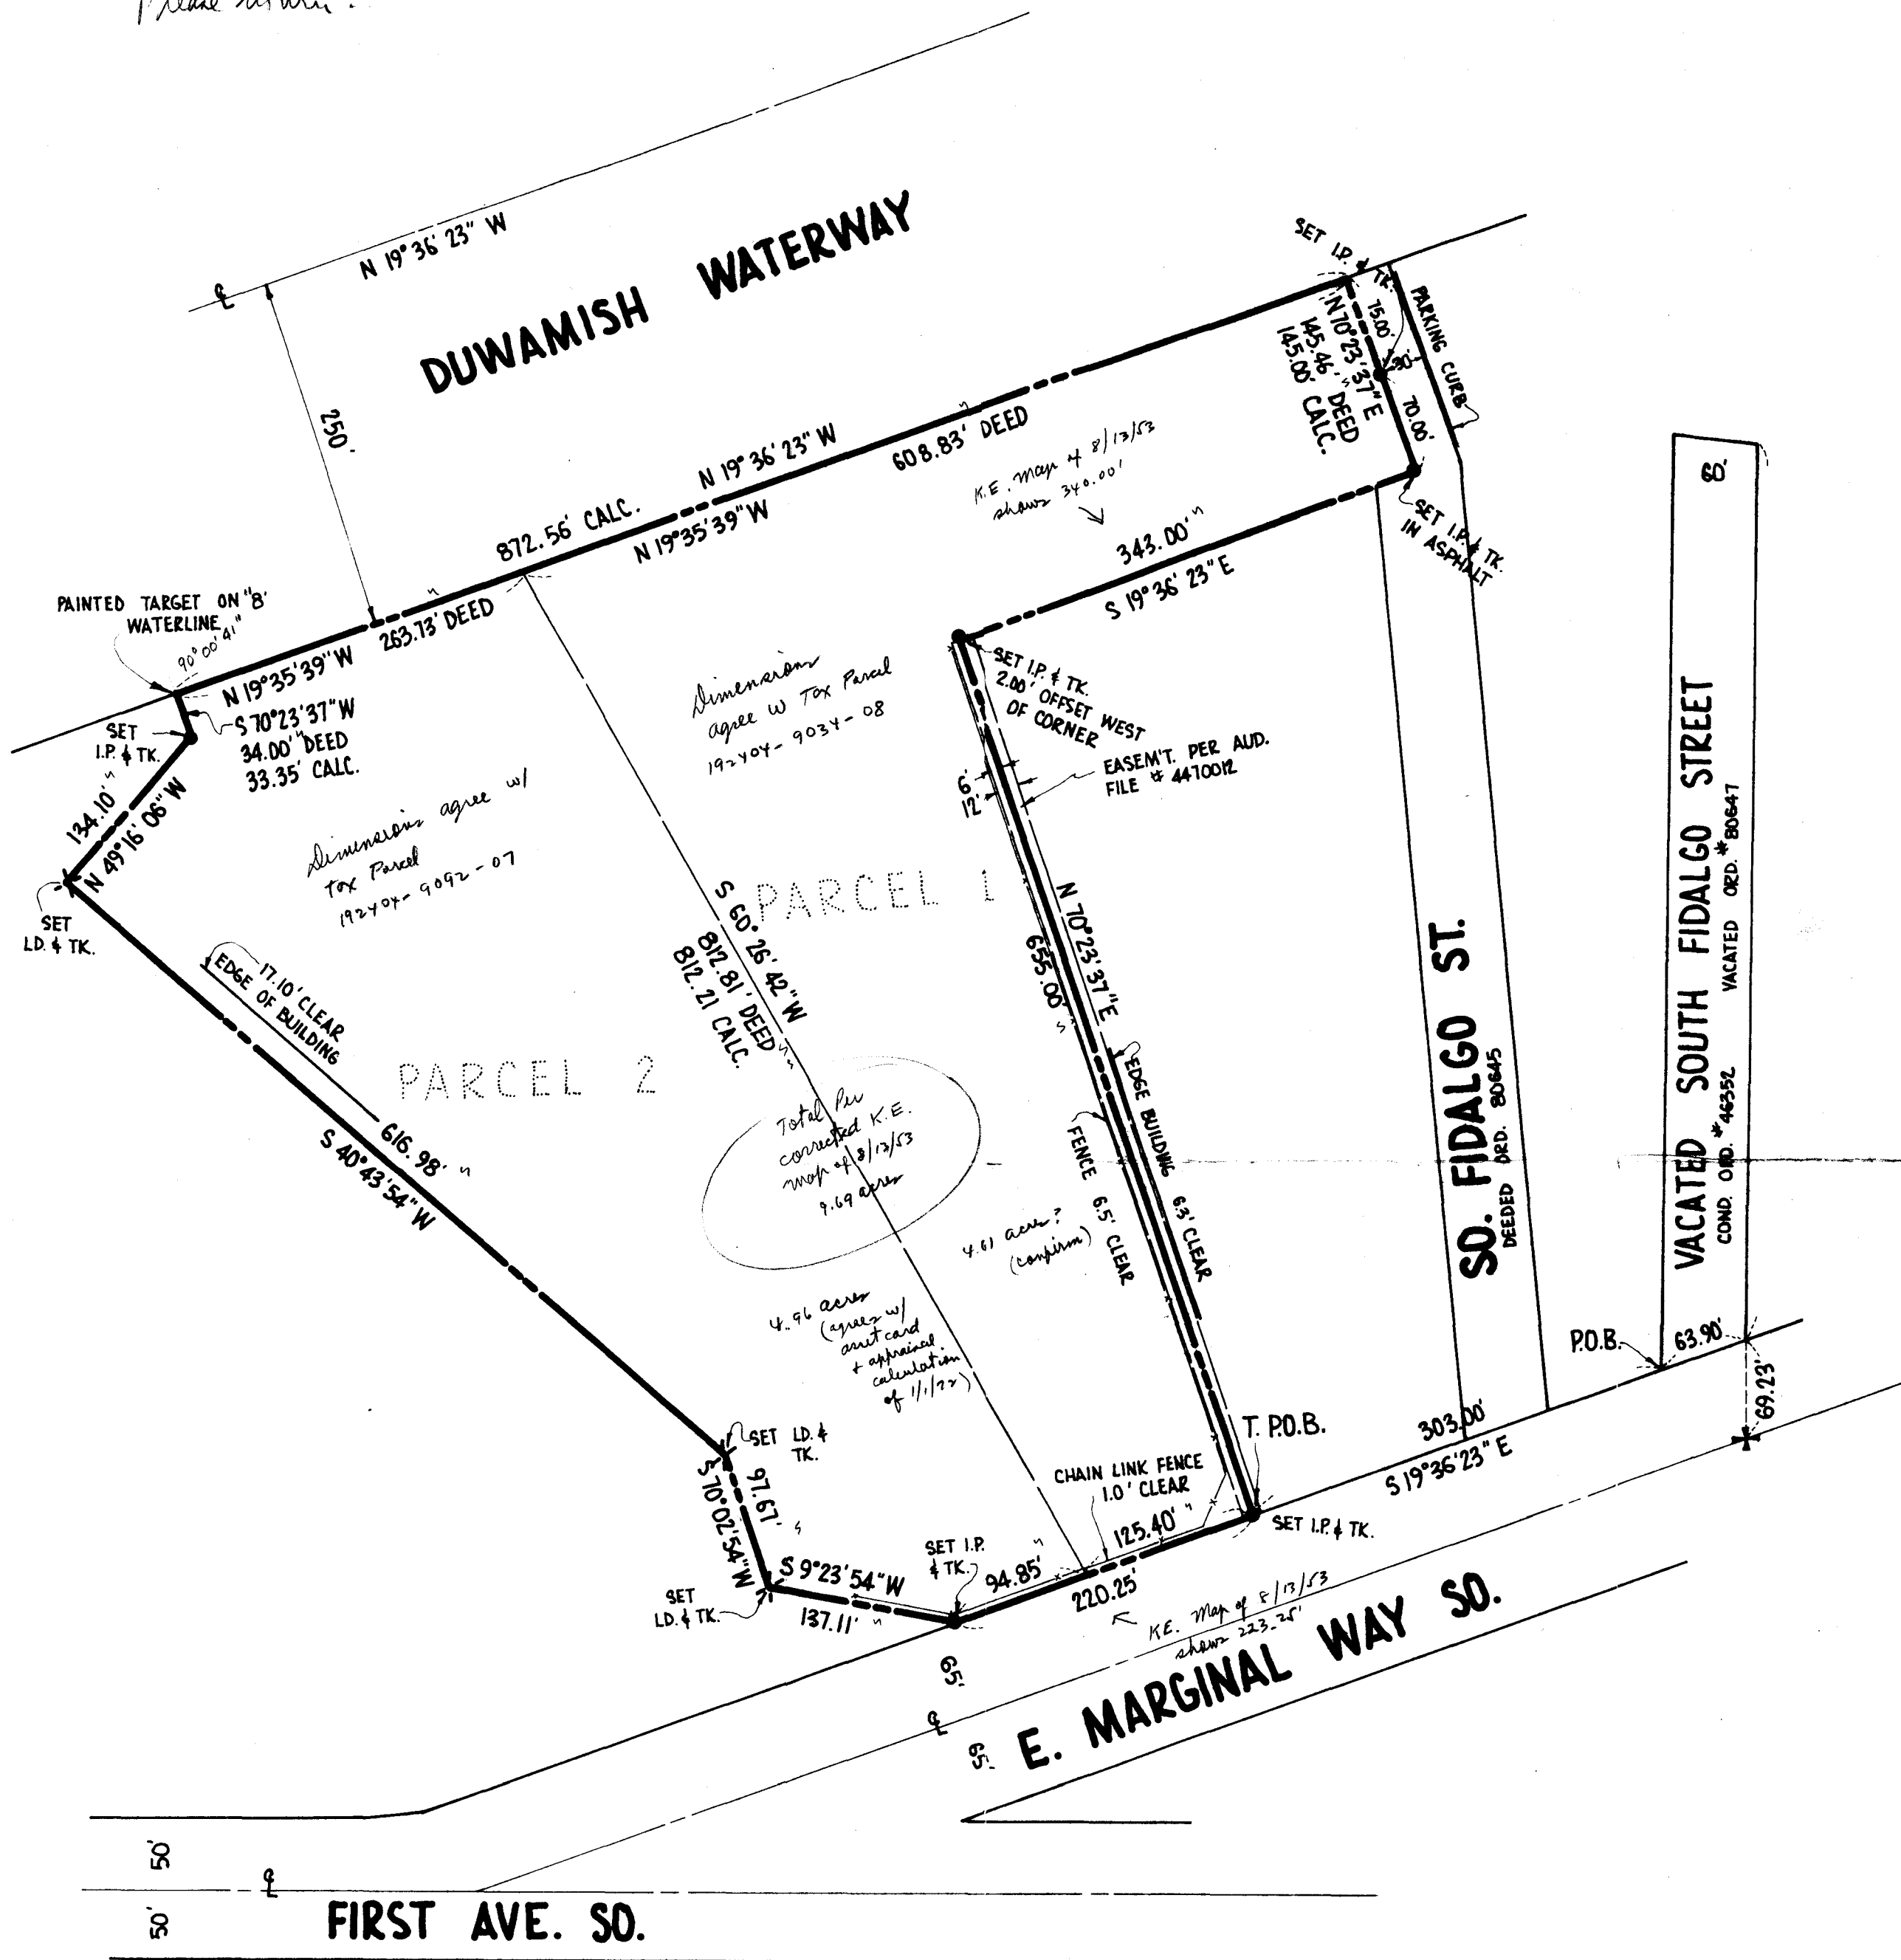 Please return.
N 19° 36' 23" W
℄
DUWAMISH WATERWAY
250'
SET I.P. & TK.
75.00'
PARKING CURB
30'
70.00'
N 70° 23' 37" E
145.46' " DEED
145.00' CALC.
SET I.P. & TK.
IN ASPHALT
N 19° 36' 23" W
608.83' DEED
872.56' CALC.
N 19° 35' 39" W
K.E. Map of 8/13/53
shows 340.00'
343.00' "
S 19° 36' 23" E
PAINTED TARGET ON "8'
WATERLINE
90° 00' 41"
263.73' DEED
N 19° 35' 39" W
S 70° 23' 37" W
34.00' " DEED
33.35' CALC.
SET
I.P. & TK.
134.10' "
N 49° 16' 06" W
SET
LD. & TK.
Dimensions
agree w Tax Parcel
192404-9034-08
SET I.P. & TK.
2.00' OFFSET WEST
OF CORNER
EASEM'T. PER AUD.
FILE # 4470012
6'
12'
Dimensions agree w/
tax Parcel
192404-9092-07
PARCEL 1
S 60° 26' 42" W
812.81' DEED
812.21 CALC.
N 70° 23' 37" E
655.00'
17.10' CLEAR
EDGE OF BUILDING
PARCEL 2
616.98' "
S 40° 43' 54" W
Total Per
corrected K.E.
map of 8/13/53
9.69 acres
EDGE BUILDING 6.3' CLEAR
FENCE 6.5' CLEAR
4.61 acres?
(confirm)
4.96 acres
(agrees w/
asset card
+ appraisal
calculation
of 1/1/72)
SO. FIDALGO ST.
DEEDED ORD. 80645
60'
VACATED SOUTH FIDALGO STREET
COND. ORD. #46352 VACATED ORD. #80647
P.O.B.
63.90'
69.23'
303.00'
S 19° 36' 23" E
T. P.O.B.
SET I.P. & TK.
CHAIN LINK FENCE
1.0' CLEAR
125.40' "
SET LD. &
TK.
97.67'
S 70° 02' 54" W
SET
LD. & TK.
S 9° 23' 54" W
137.11' "
SET I.P.
& TK.
94.85' "
220.25'
K.E. Map of 8/13/53
shows 223.25'
65'
℄
65'
E. MARGINAL WAY SO.
50'
℄
50'
FIRST AVE. SO.